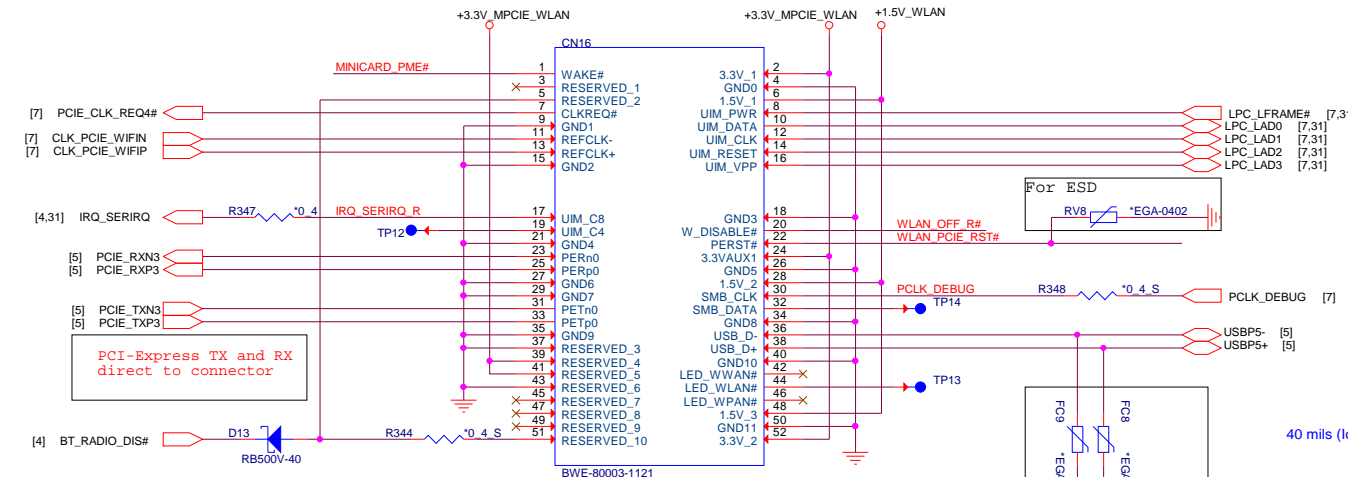 +3.3V_MPCIE_WLAN
+3.3V_MPCIE_WLAN
+1.5V_WLAN
CN16
MINICARD_PME# 1 WAKE# 3.3V_1 2
3 RESERVED_1 GND0 4
5 RESERVED_2 1.5V_1 6
[7] PCIE_CLK_REQ4# 7 CLKREQ# UIM_PWR 8 LPC_LFRAME#
9 GND1 UIM_DATA 10 LPC_LAD0 [7,31]
[7] CLK_PCIE_WIFIN 11 REFCLK- UIM_CLK 12 LPC_LAD1 [7,31]
[7] CLK_PCIE_WIFIP 13 REFCLK+ UIM_RESET 14 LPC_LAD2 [7,31]
15 GND2 UIM_VPP 16 LPC_LAD3 [7,31]
For ESD
RV8 *EGA-0402
[4,31] IRQ_SERIRQ R347 *0_4 IRQ_SERIRQ_R 17 UIM_C8 GND3 18
TP12 19 UIM_C4 W_DISABLE# 20 WLAN_OFF_R#
21 GND4 PERST# 22 WLAN_PCIE_RST#
[5] PCIE_RXN3 23 PERn0 3.3VAUX1 24
[5] PCIE_RXP3 25 PERp0 GND5 26
27 GND6 1.5V_2 28
29 GND7 SMB_CLK 30 PCLK_DEBUG R348 *0_4_S PCLK_DEBUG [7]
[5] PCIE_TXN3 31 PETn0 SMB_DATA 32 TP14
[5] PCIE_TXP3 33 PETp0 GND8 34
35 GND9 USB_D- 36 USBP5- [5]
37 RESERVED_3 USB_D+ 38 USBP5+ [5]
39 RESERVED_4 GND10 40
41 RESERVED_5 LED_WWAN# 42
43 RESERVED_6 LED_WLAN# 44 TP13
45 RESERVED_7 LED_WPAN# 46
47 RESERVED_8 1.5V_3 48
49 RESERVED_9 GND11 50
51 RESERVED_10 3.3V_2 52
PCI-Express TX and RX
direct to connector
[4] BT_RADIO_DIS# D13 R344 *0_4_S
RB500V-40
BWE-80003-1121
FC9
FC8
40 mils